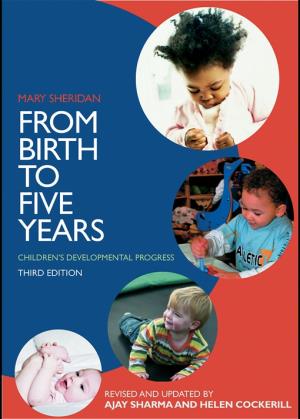 MARY SHERIDAN
FROM
BIRTH
TO
FIVE
YEARS
CHILDREN'S DEVELOPMENTAL PROGRESS
THIRD EDITION
ATLETIC
REVISED AND UPDATED BY
AJAY SHARMA AND HELEN COCKERILL